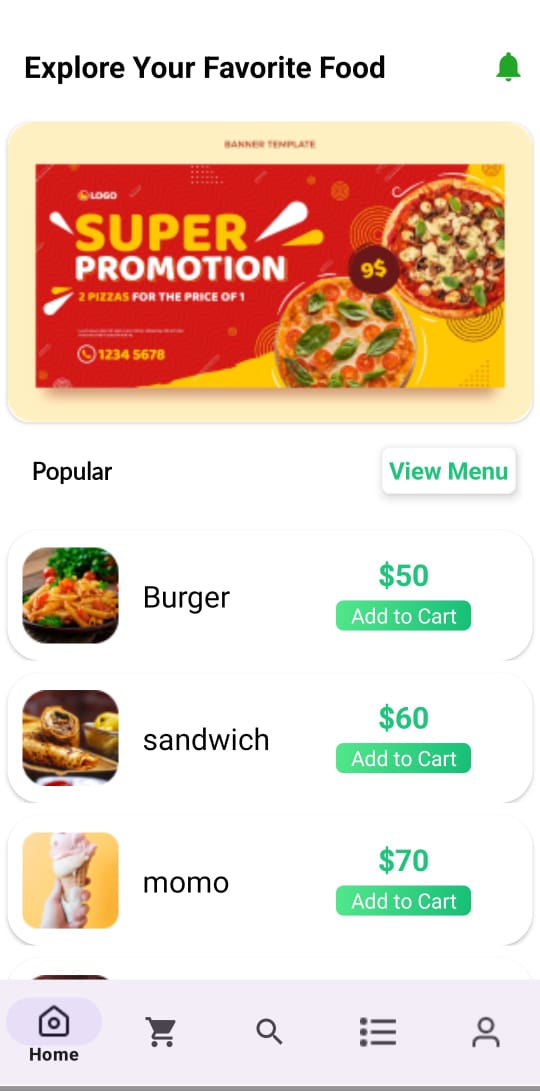 Explore Your Favorite Food
BANNER TEMPLATE
LOGO
SUPER
PROMOTION
9$
2 PIZZAS FOR THE PRICE OF 1
1234 5678
Popular
View Menu
Burger
$50
Add to Cart
sandwich
$60
Add to Cart
momo
$70
Add to Cart
Home